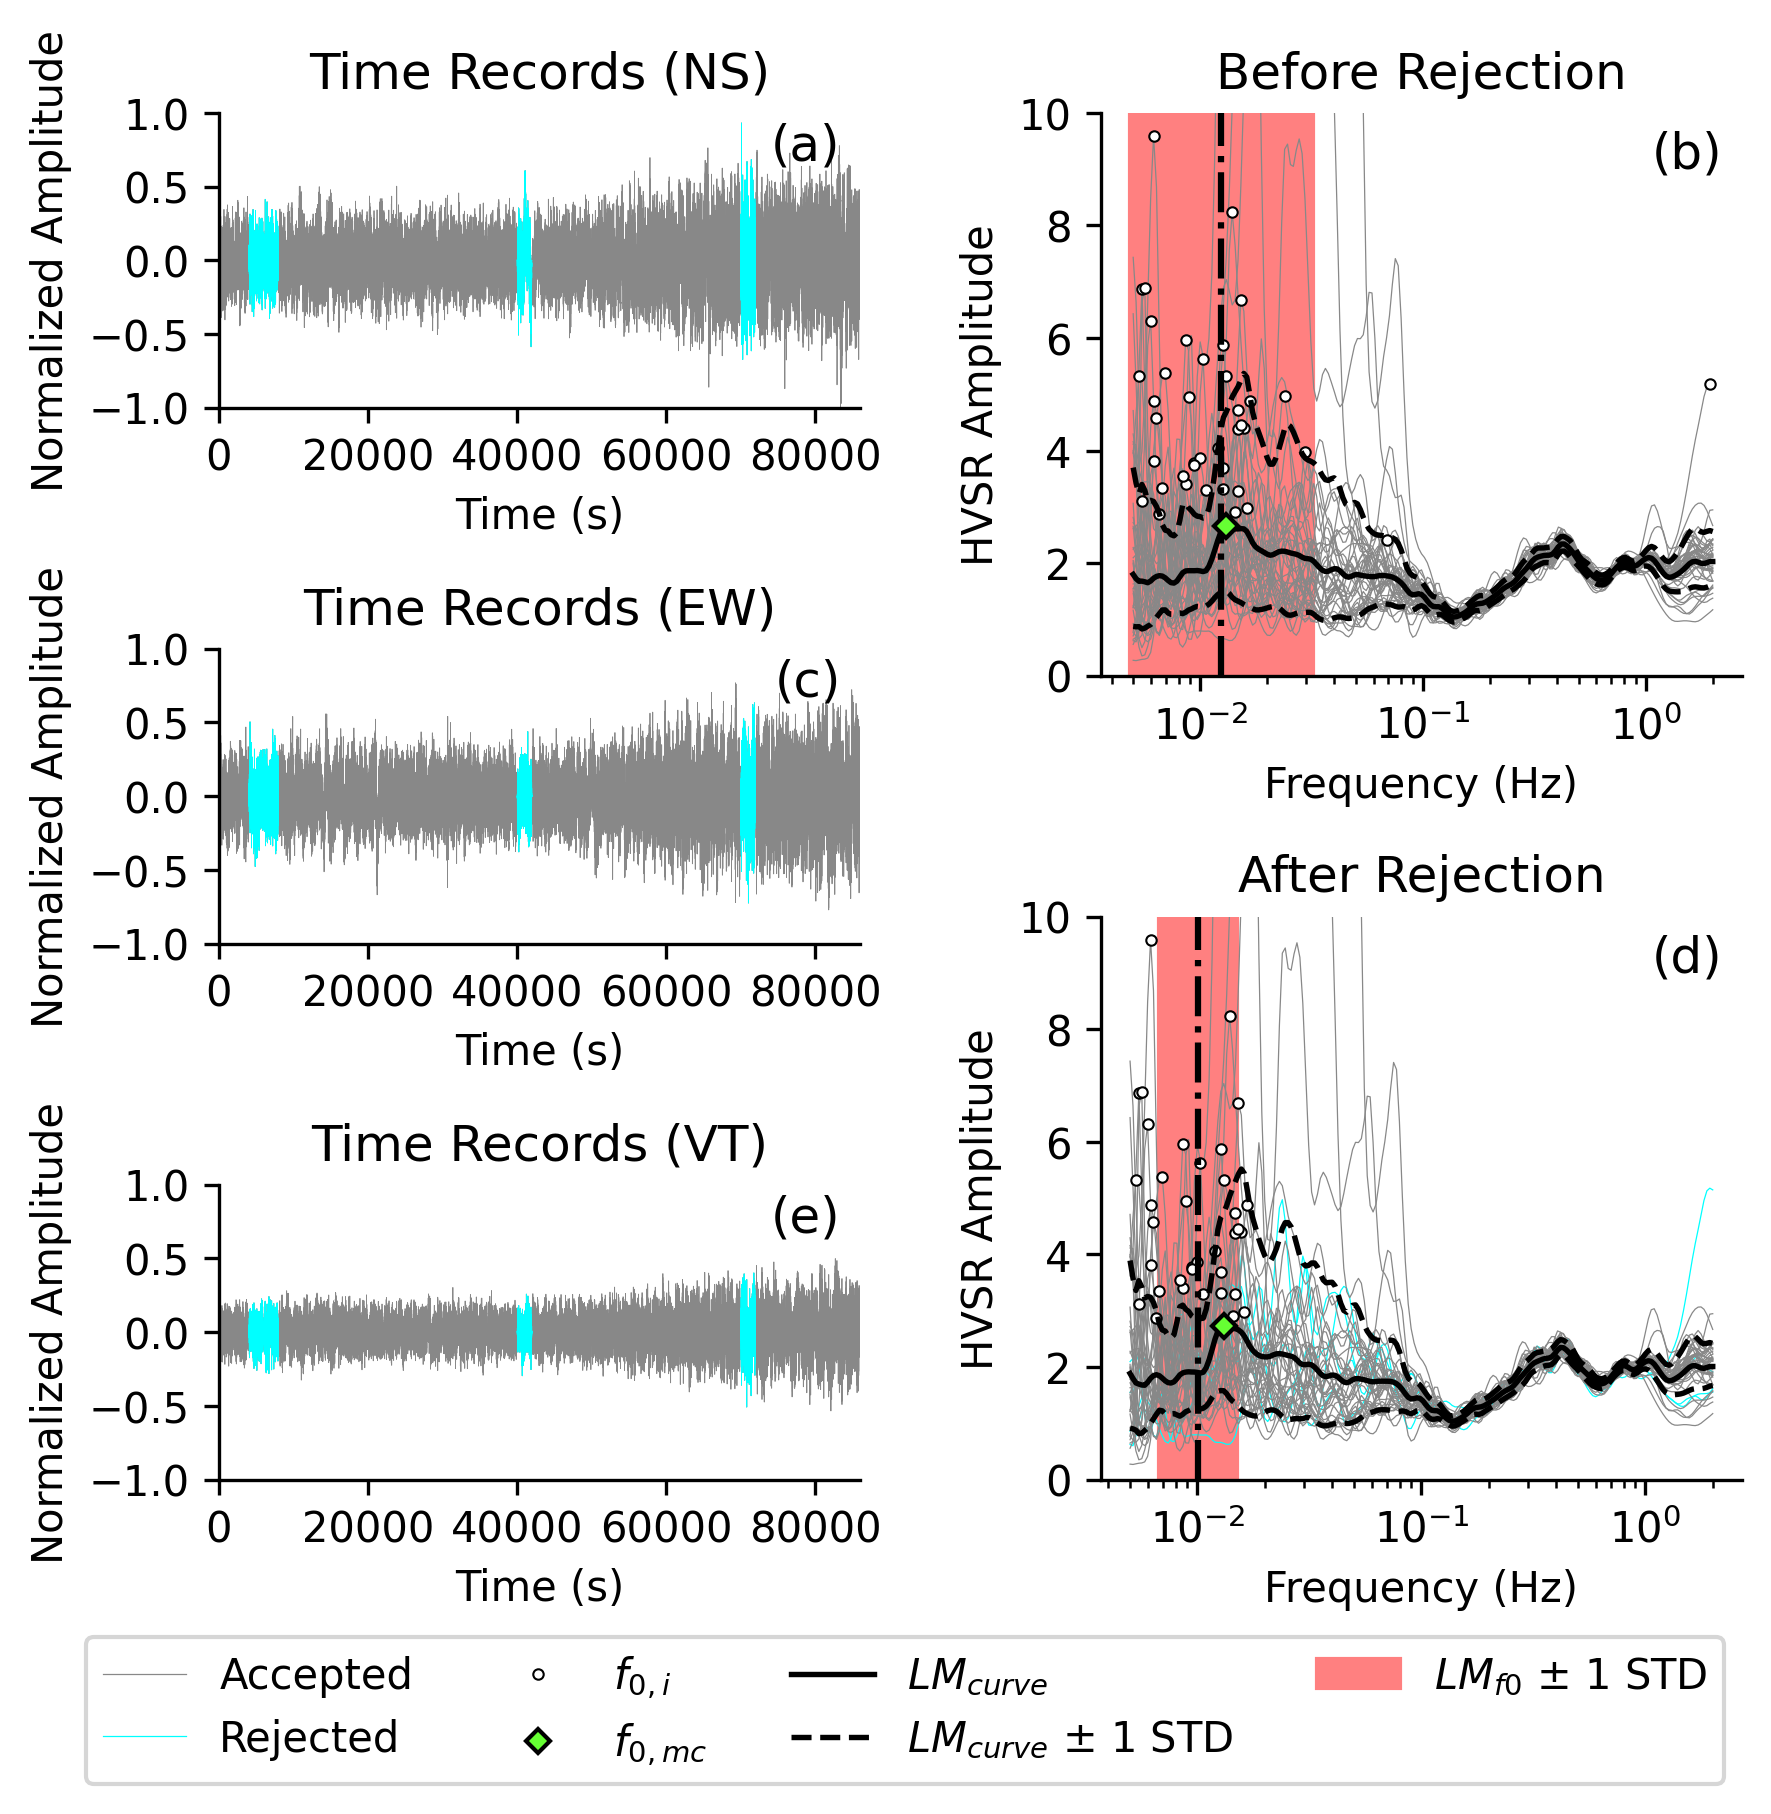 Time Records (NS)
Normalized Amplitude
1.0
0.5
0.0
−0.5
−1.0
(a)
0 20000 40000 60000 80000
Time (s)
Before Rejection
HVSR Amplitude
10
8
6
4
2
0
(b)
10⁻² 10⁻¹ 10⁰
Frequency (Hz)
Time Records (EW)
Normalized Amplitude
1.0
0.5
0.0
−0.5
−1.0
(c)
0 20000 40000 60000 80000
Time (s)
After Rejection
HVSR Amplitude
10
8
6
4
2
0
(d)
10⁻² 10⁻¹ 10⁰
Frequency (Hz)
Time Records (VT)
Normalized Amplitude
1.0
0.5
0.0
−0.5
−1.0
(e)
0 20000 40000 60000 80000
Time (s)
Accepted
Rejected
f0,i
f0,mc
LMcurve
LMcurve ± 1 STD
LMf0 ± 1 STD